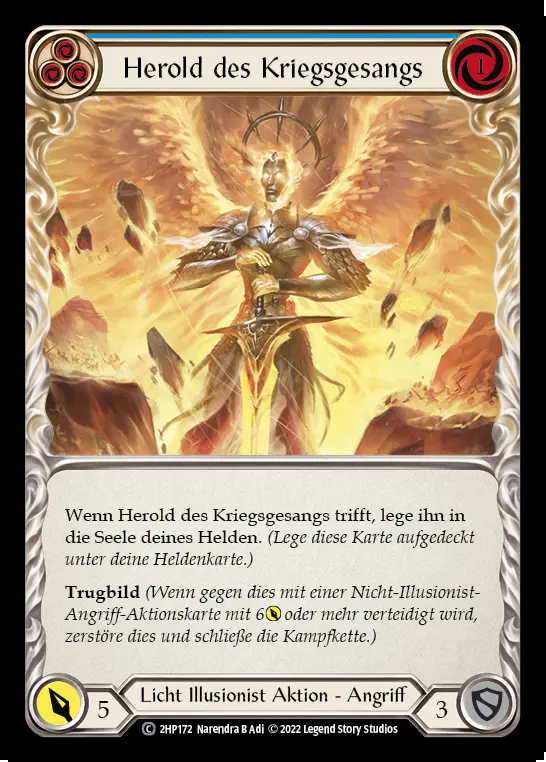 Herold des Kriegsgesangs
1
Wenn Herold des Kriegsgesangs trifft, lege ihn in
die Seele deines Helden. (Lege diese Karte aufgedeckt
unter deine Heldenkarte.)
Trugbild (Wenn gegen dies mit einer Nicht-Illusionist-
Angriff-Aktionskarte mit 6 oder mehr verteidigt wird,
zerstöre dies und schließe die Kampfkette.)
5
Licht Illusionist Aktion - Angriff
3
C 2HP172 Narendra B Adi ©2022 Legend Story Studios